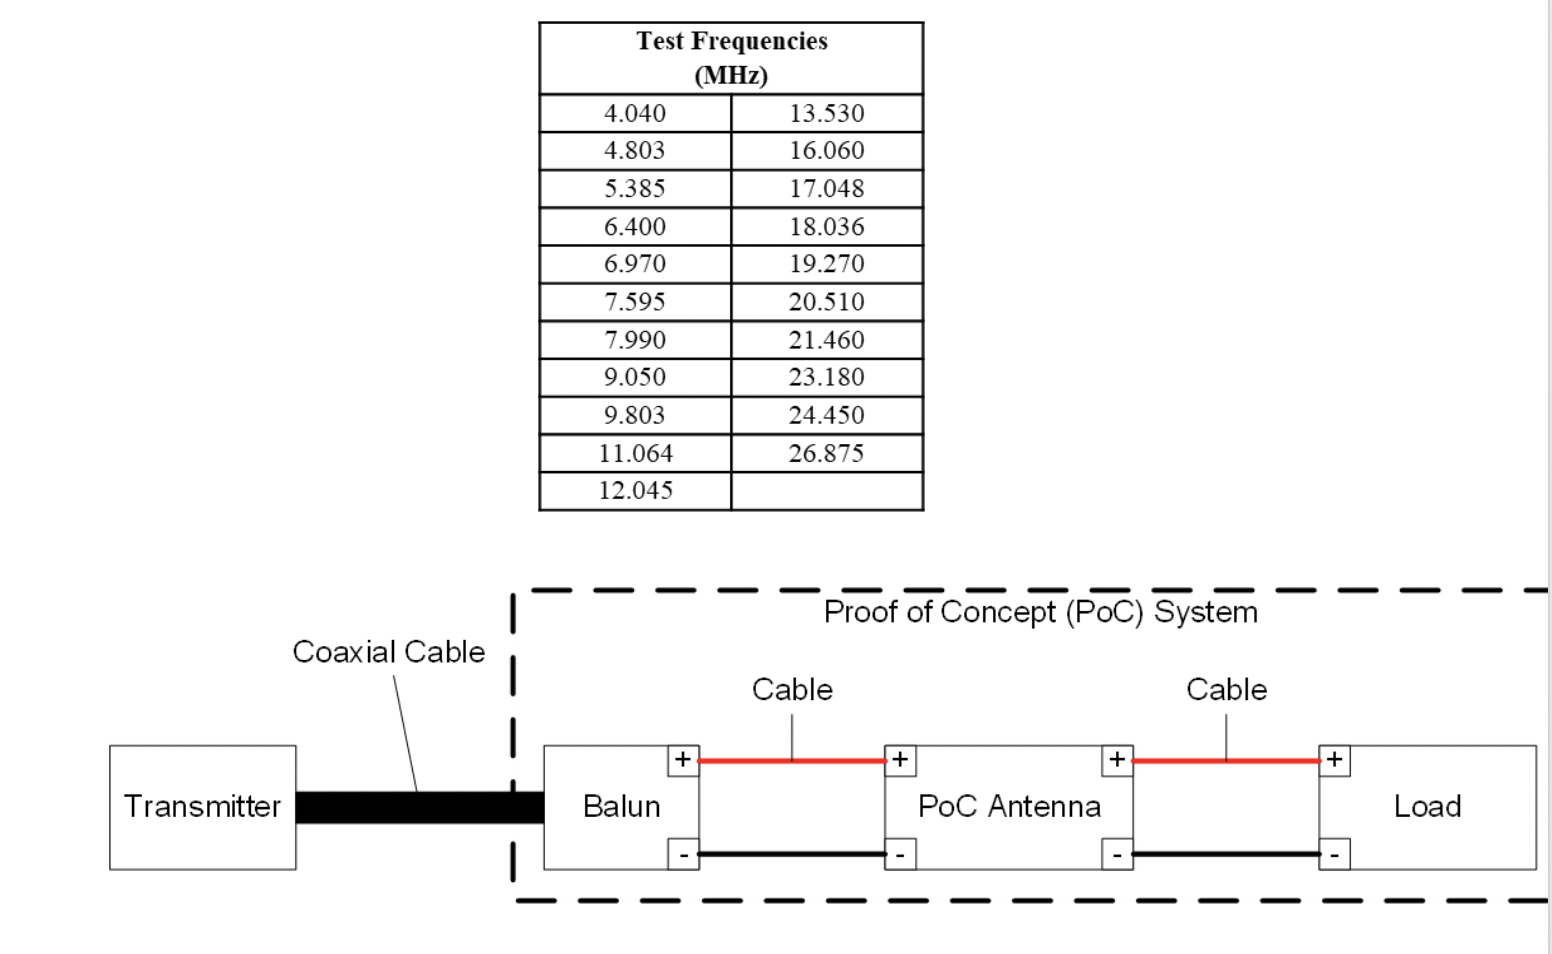 Test Frequencies
(MHz)
4.040 13.530
4.803 16.060
5.385 17.048
6.400 18.036
6.970 19.270
7.595 20.510
7.990 21.460
9.050 23.180
9.803 24.450
11.064 26.875
12.045
Proof of Concept (PoC) System
Coaxial Cable
Cable Cable
+ + + +
Transmitter Balun PoC Antenna Load
- - - -